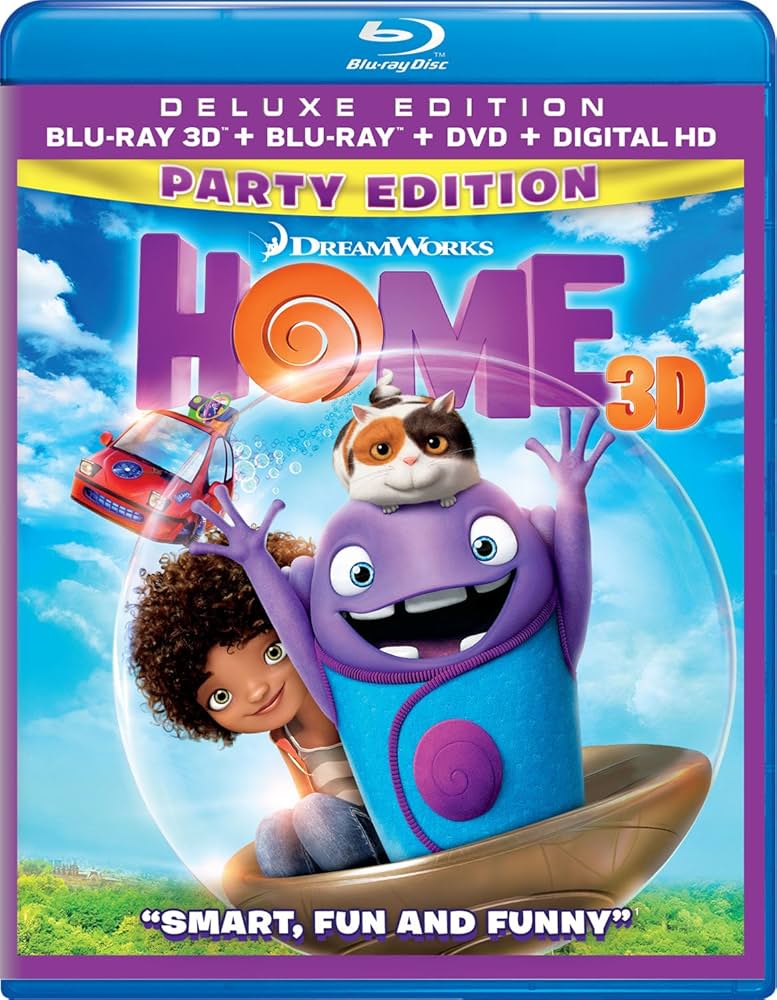 Blu-ray Disc™
DELUXE EDITION
BLU-RAY 3D™ + BLU-RAY™ + DVD + DIGITAL HD
PARTY EDITION
DREAMWORKS
HOME
3D
“SMART, FUN AND FUNNY”